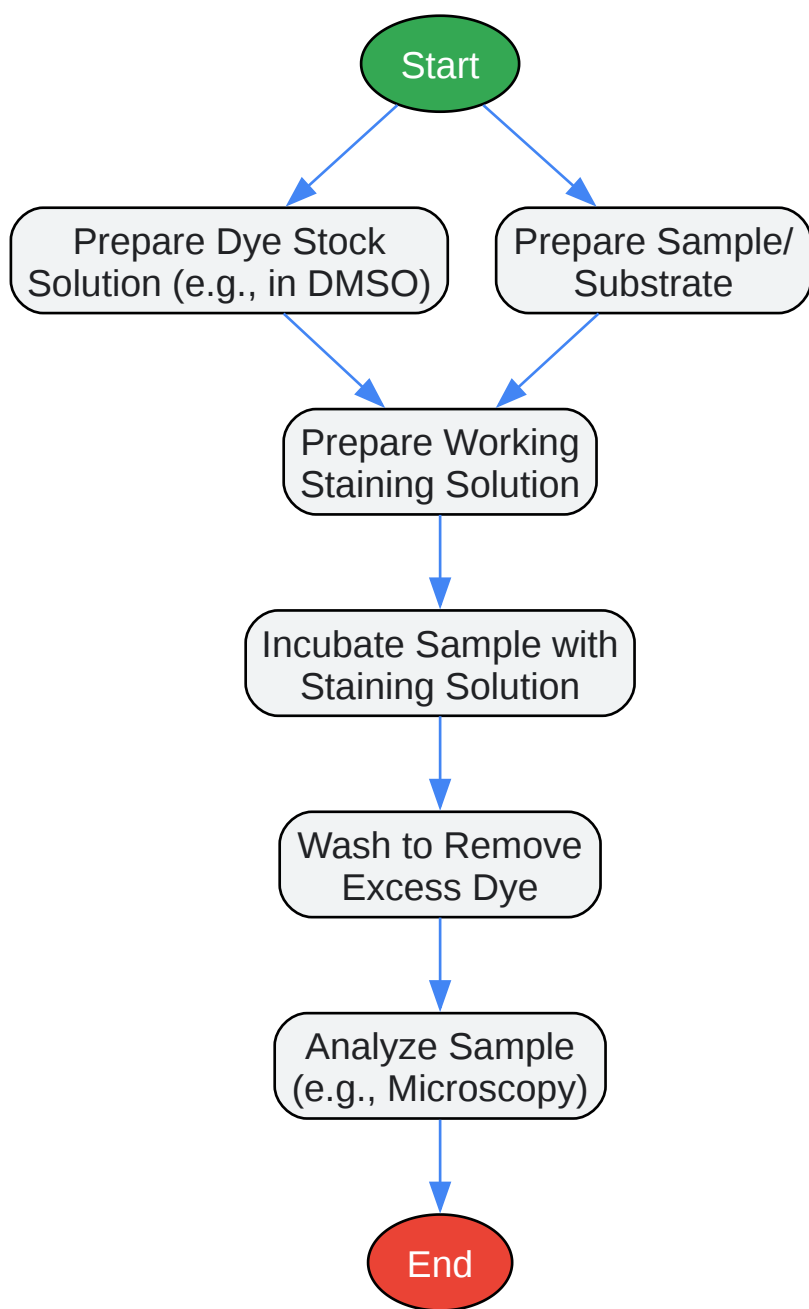 Start
Prepare Dye Stock
Solution (e.g., in DMSO)
Prepare Sample/
Substrate
Prepare Working
Staining Solution
Incubate Sample with
Staining Solution
Wash to Remove
Excess Dye
Analyze Sample
(e.g., Microscopy)
End